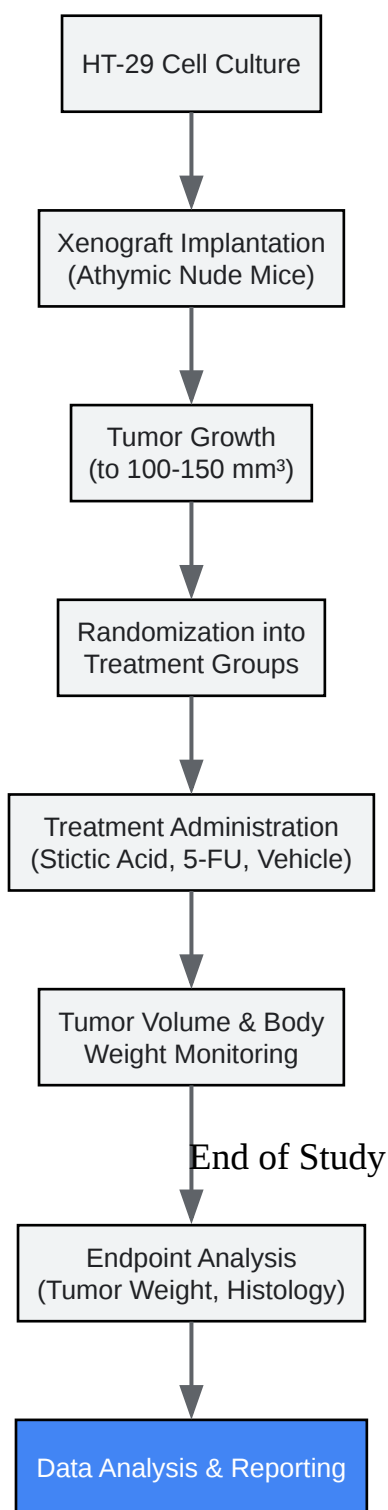 HT-29 Cell Culture
Xenograft Implantation
(Athymic Nude Mice)
Tumor Growth
(to 100-150 mm³)
Randomization into
Treatment Groups
Treatment Administration
(Stictic Acid, 5-FU, Vehicle)
Tumor Volume & Body
Weight Monitoring
End of Study
Endpoint Analysis
(Tumor Weight, Histology)
Data Analysis & Reporting